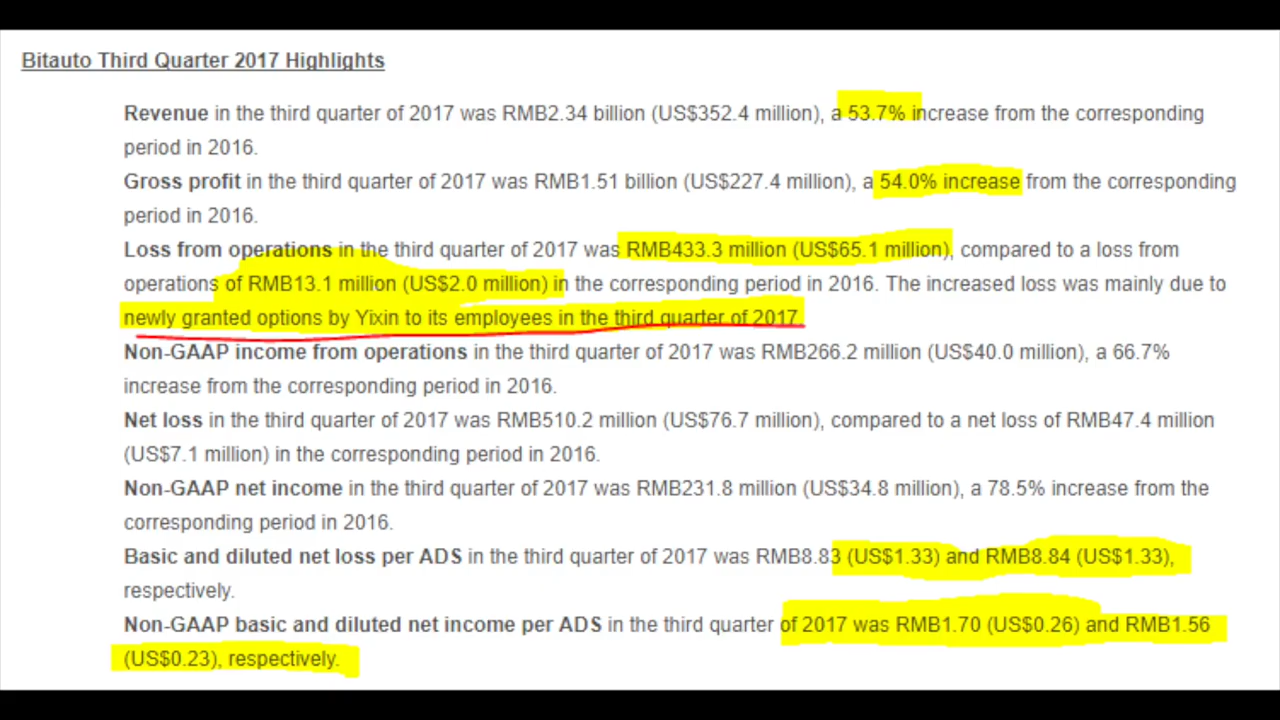 Bitauto Third Quarter 2017 Highlights
Revenue in the third quarter of 2017 was RMB2.34 billion (US$352.4 million), a 53.7% increase from the corresponding
period in 2016.
Gross profit in the third quarter of 2017 was RMB1.51 billion (US$227.4 million), a 54.0% increase from the corresponding
period in 2016.
Loss from operations in the third quarter of 2017 was RMB433.3 million (US$65.1 million), compared to a loss from
operations of RMB13.1 million (US$2.0 million) in the corresponding period in 2016. The increased loss was mainly due to
newly granted options by Yixin to its employees in the third quarter of 2017.
Non-GAAP income from operations in the third quarter of 2017 was RMB266.2 million (US$40.0 million), a 66.7%
increase from the corresponding period in 2016.
Net loss in the third quarter of 2017 was RMB510.2 million (US$76.7 million), compared to a net loss of RMB47.4 million
(US$7.1 million) in the corresponding period in 2016.
Non-GAAP net income in the third quarter of 2017 was RMB231.8 million (US$34.8 million), a 78.5% increase from the
corresponding period in 2016.
Basic and diluted net loss per ADS in the third quarter of 2017 was RMB8.83 (US$1.33) and RMB8.84 (US$1.33),
respectively.
Non-GAAP basic and diluted net income per ADS in the third quarter of 2017 was RMB1.70 (US$0.26) and RMB1.56
(US$0.23), respectively.